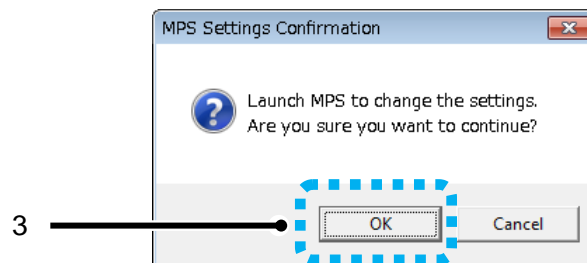 MPS Settings Confirmation
Launch MPS to change the settings.
Are you sure you want to continue?
3
OK
Cancel